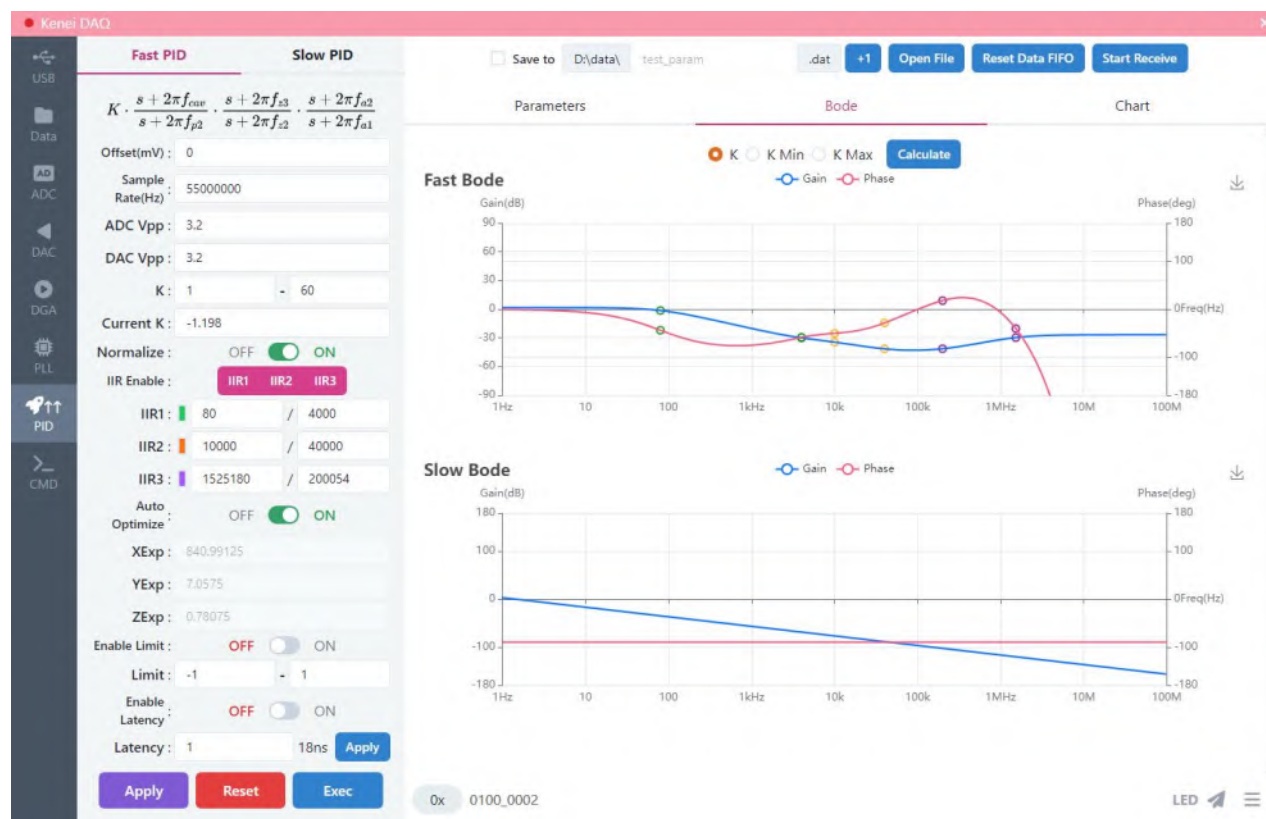 Kenei DAQ
USB
Data
AD
ADC
DAC
DGA
PLL
PID
CMD
Fast PID Slow PID
K · (s + 2πf_cav)/(s + 2πf_p2) · (s + 2πf_z3)/(s + 2πf_z2) · (s + 2πf_a2)/(s + 2πf_a1)
Offset(mV) : 0
Sample Rate(Hz) : 55000000
ADC Vpp : 3.2
DAC Vpp : 3.2
K : 1 - 60
Current K : -1.198
Normalize : OFF ON
IIR Enable : IIR1 IIR2 IIR3
IIR1 : 80 / 4000
IIR2 : 10000 / 40000
IIR3 : 1525180 / 200054
Auto Optimize : OFF ON
XExp : 840.99125
YExp : 7.0575
ZExp : 0.78075
Enable Limit : OFF ON
Limit : -1 - 1
Enable Latency : OFF ON
Latency : 1 18ns Apply
Apply Reset Exec
Save to D:\data\ test_param .dat +1 Open File Reset Data FIFO Start Receive
Parameters Bode Chart
K K Min K Max Calculate
Fast Bode Gain Phase
Gain(dB) Phase(deg)
90 180
60
100
30
0 0Freq(Hz)
-30
-60 -100
-90 -180
1Hz 10 100 1kHz 10k 100k 1MHz 10M 100M
Slow Bode Gain Phase
Gain(dB) Phase(deg)
180 180
100 100
0 0Freq(Hz)
-100 -100
-180 -180
1Hz 10 100 1kHz 10k 100k 1MHz 10M 100M
0x 0100_0002 LED